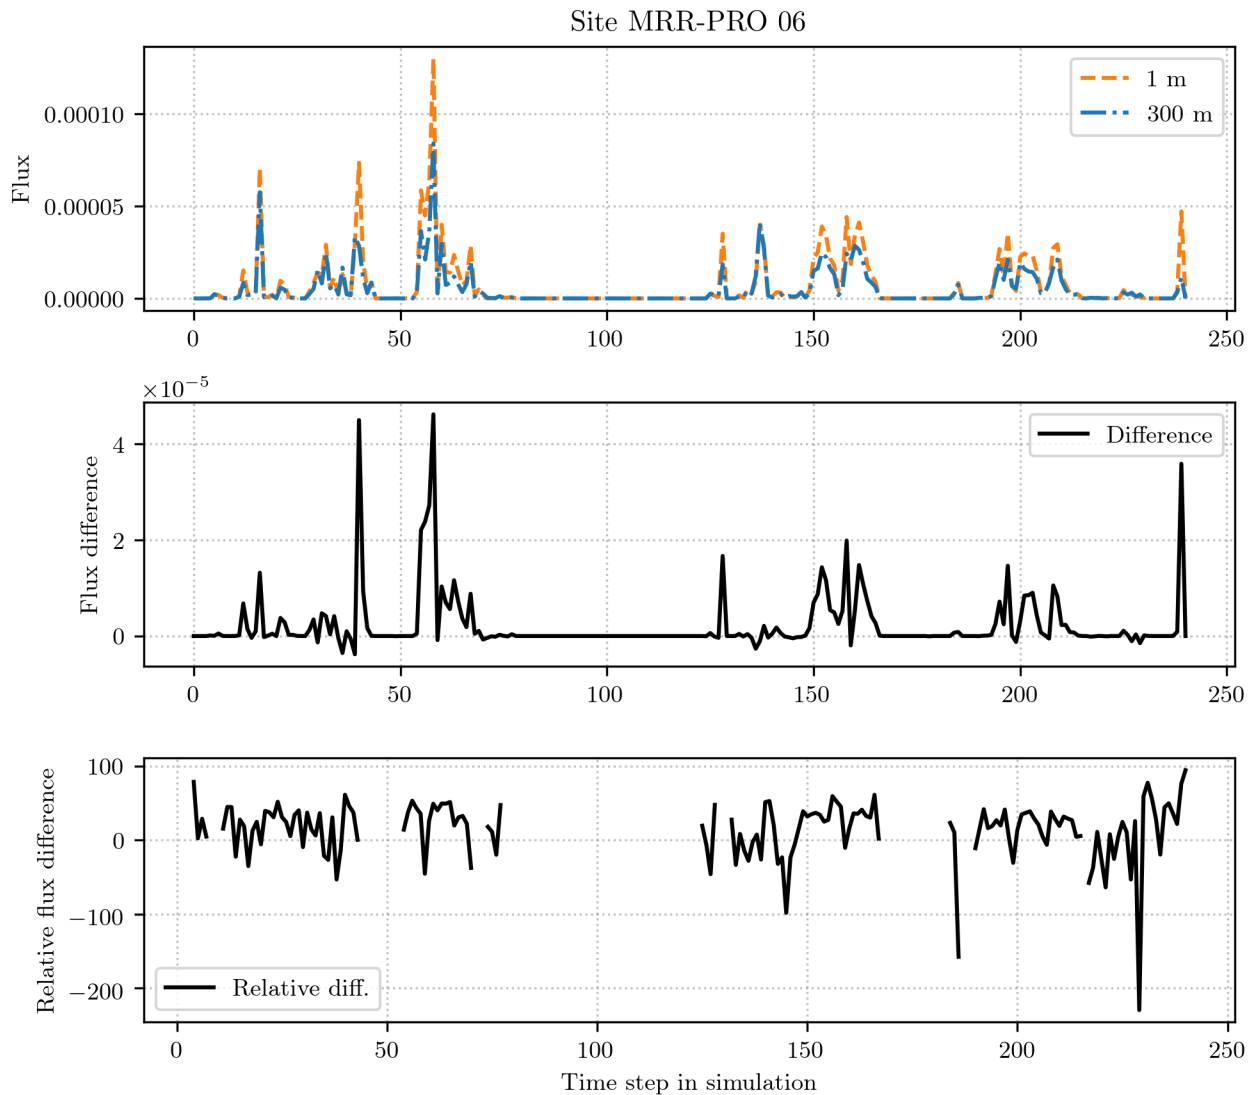 Site MRR-PRO 06
Flux
0.00010
0.00005
0.00000
1 m
300 m
0 50 100 150 200 250
×10⁻⁵
Flux difference
4
2
0
Difference
0 50 100 150 200 250
Relative flux difference
100
0
−100
−200
Relative diff.
0 50 100 150 200 250
Time step in simulation